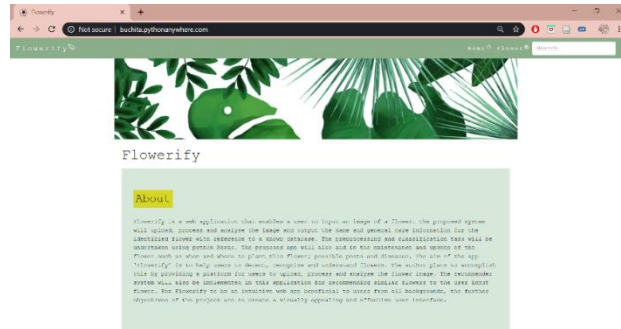 Flowerify
Not secure | buchita.pythonanywhere.com
Flowerify
Home Flower Search
Flowerify
About
Flowerify is a web application that enables a user to input an image of a flower. the proposed system
will upload, process and analyse the image and output the name and general care information for the
identified flower with reference to a known database. The preprocessing and classification task will be
undertaken using python Keras. The proposed app will also aid in the maintenance and upkeep of the
flower such as when and where to plant this flower; possible pests and diseases. The aim of the app
'Flowerify' is to help users to detect, recognise and understand flowers. The author plans to accomplish
this by providing a platform for users to upload, process and analyse the flower image. The recommender
system will also be implemented in this application for recommending similar flowers to the user input
flower. For Flowerify to be an intuitive web app beneficial to users from all backgrounds, the further
objectives of the project are to create a visually appealing and effective user interface.